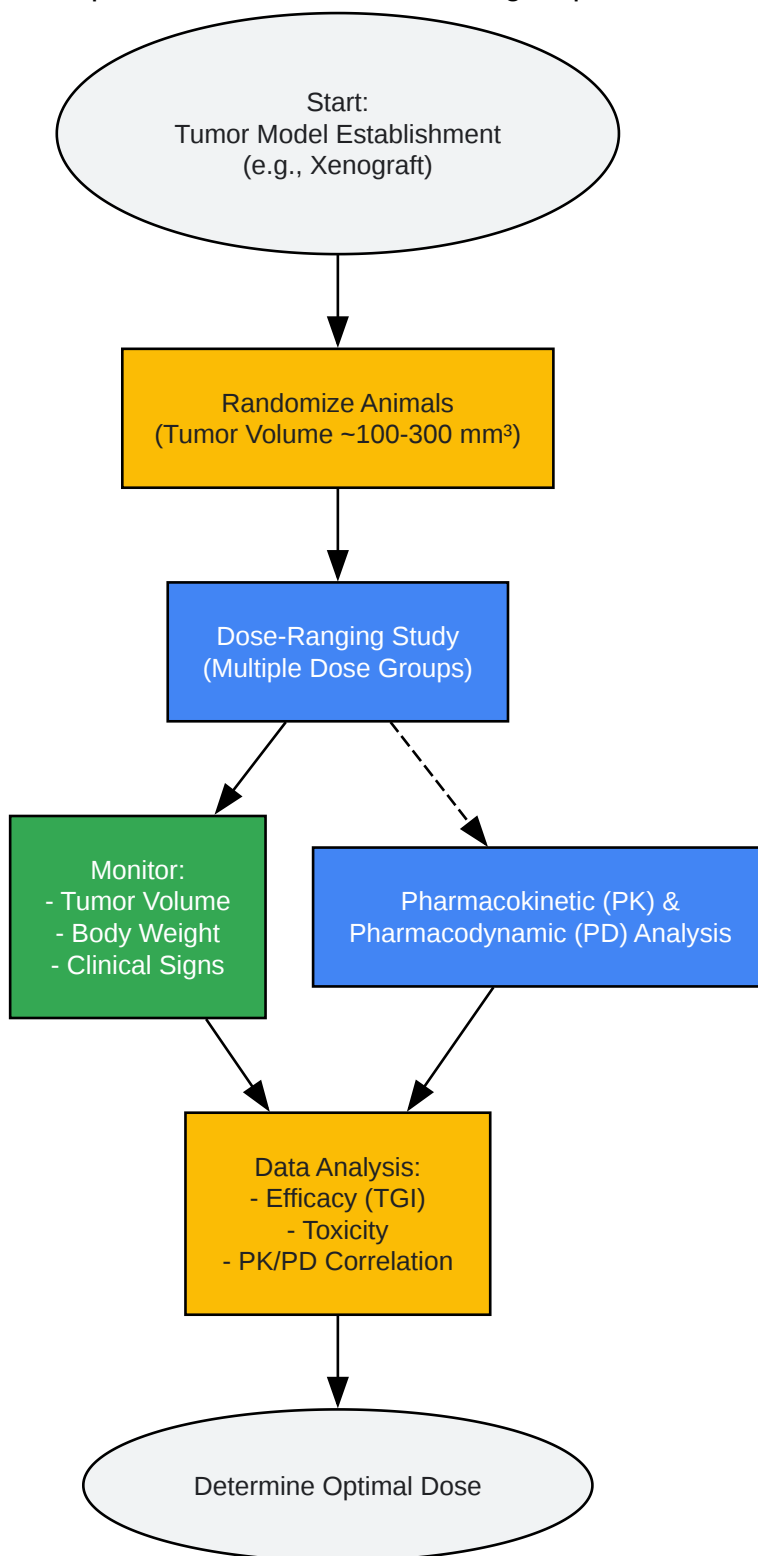 Start:
Tumor Model Establishment
(e.g., Xenograft)
Randomize Animals
(Tumor Volume ~100-300 mm³)
Dose-Ranging Study
(Multiple Dose Groups)
Monitor:
- Tumor Volume
- Body Weight
- Clinical Signs
Pharmacokinetic (PK) &
Pharmacodynamic (PD) Analysis
Data Analysis:
- Efficacy (TGI)
- Toxicity
- PK/PD Correlation
Determine Optimal Dose